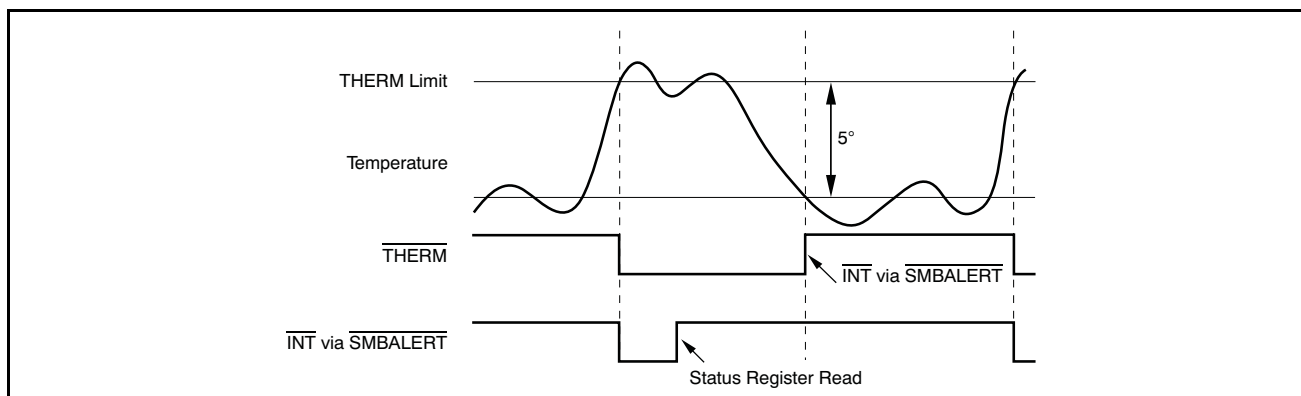 THERM Limit
5°
Temperature
THERM
INT via SMBALERT
INT via SMBALERT
Status Register Read